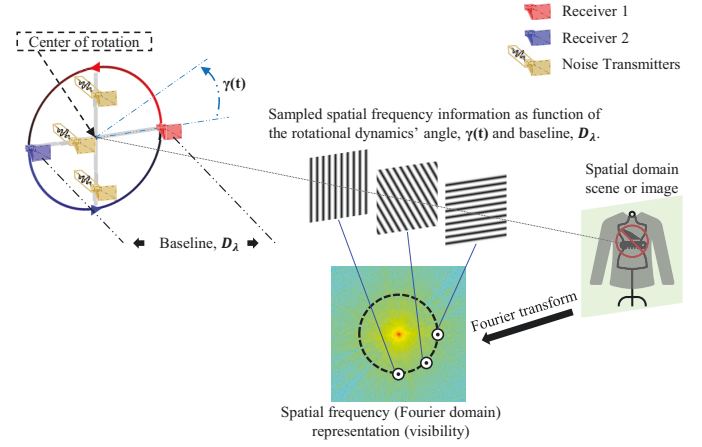 Receiver 1
Receiver 2
Noise Transmitters
Center of rotation
γ(t)
Sampled spatial frequency information as function
of the rotational dynamics' angle, γ(t) and baseline, Dλ.
Spatial domain
scene or image
Baseline, Dλ
Fourier transform
Spatial frequency (Fourier domain)
representation (visibility)